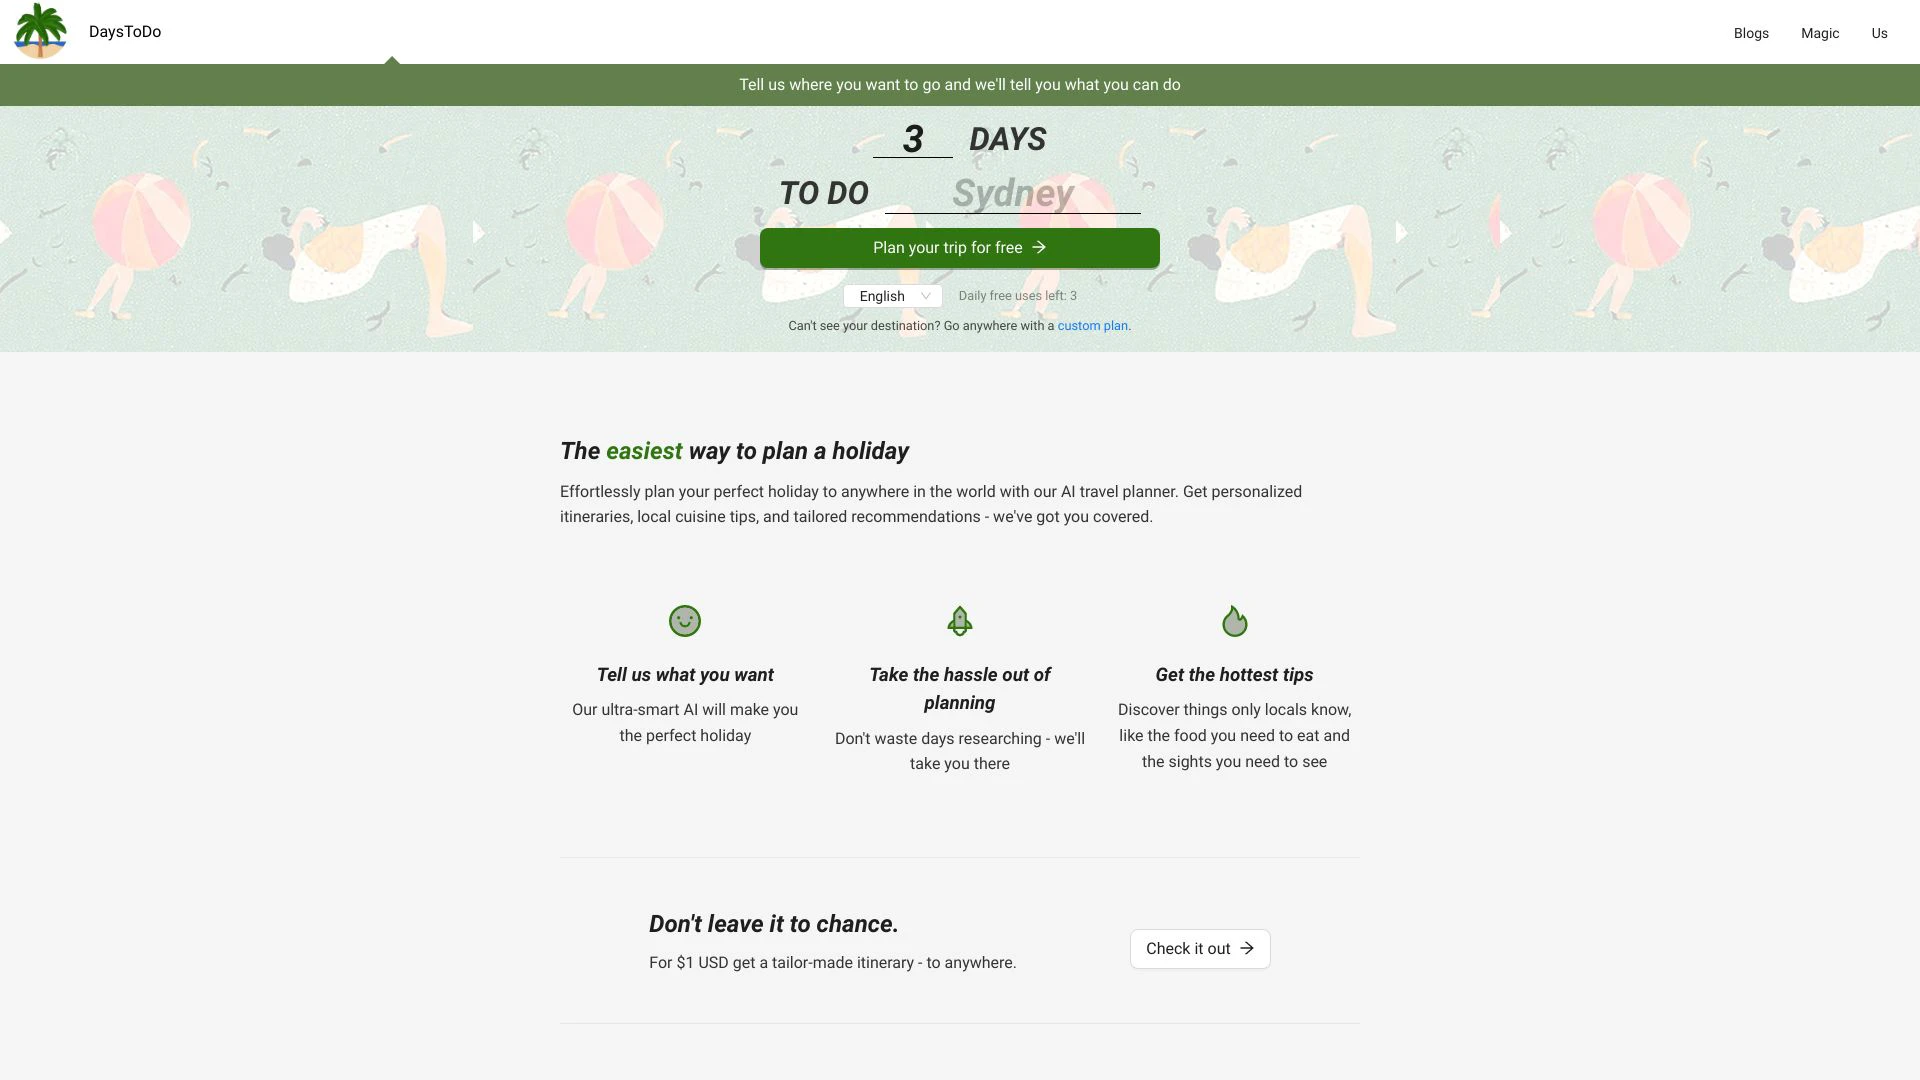 DaysToDo
Blogs
Magic
Us
Tell us where you want to go and we'll tell you what you can do
3 DAYS
TO DO Sydney
Plan your trip for free
English
Daily free uses left: 3
Can't see your destination? Go anywhere with a custom plan.
The easiest way to plan a holiday
Effortlessly plan your perfect holiday to anywhere in the world with our AI travel planner. Get personalized
itineraries, local cuisine tips, and tailored recommendations - we've got you covered.
Tell us what you want
Our ultra-smart AI will make you
the perfect holiday
Take the hassle out of
planning
Don't waste days researching - we'll
take you there
Get the hottest tips
Discover things only locals know,
like the food you need to eat and
the sights you need to see
Don't leave it to chance.
For $1 USD get a tailor-made itinerary - to anywhere.
Check it out